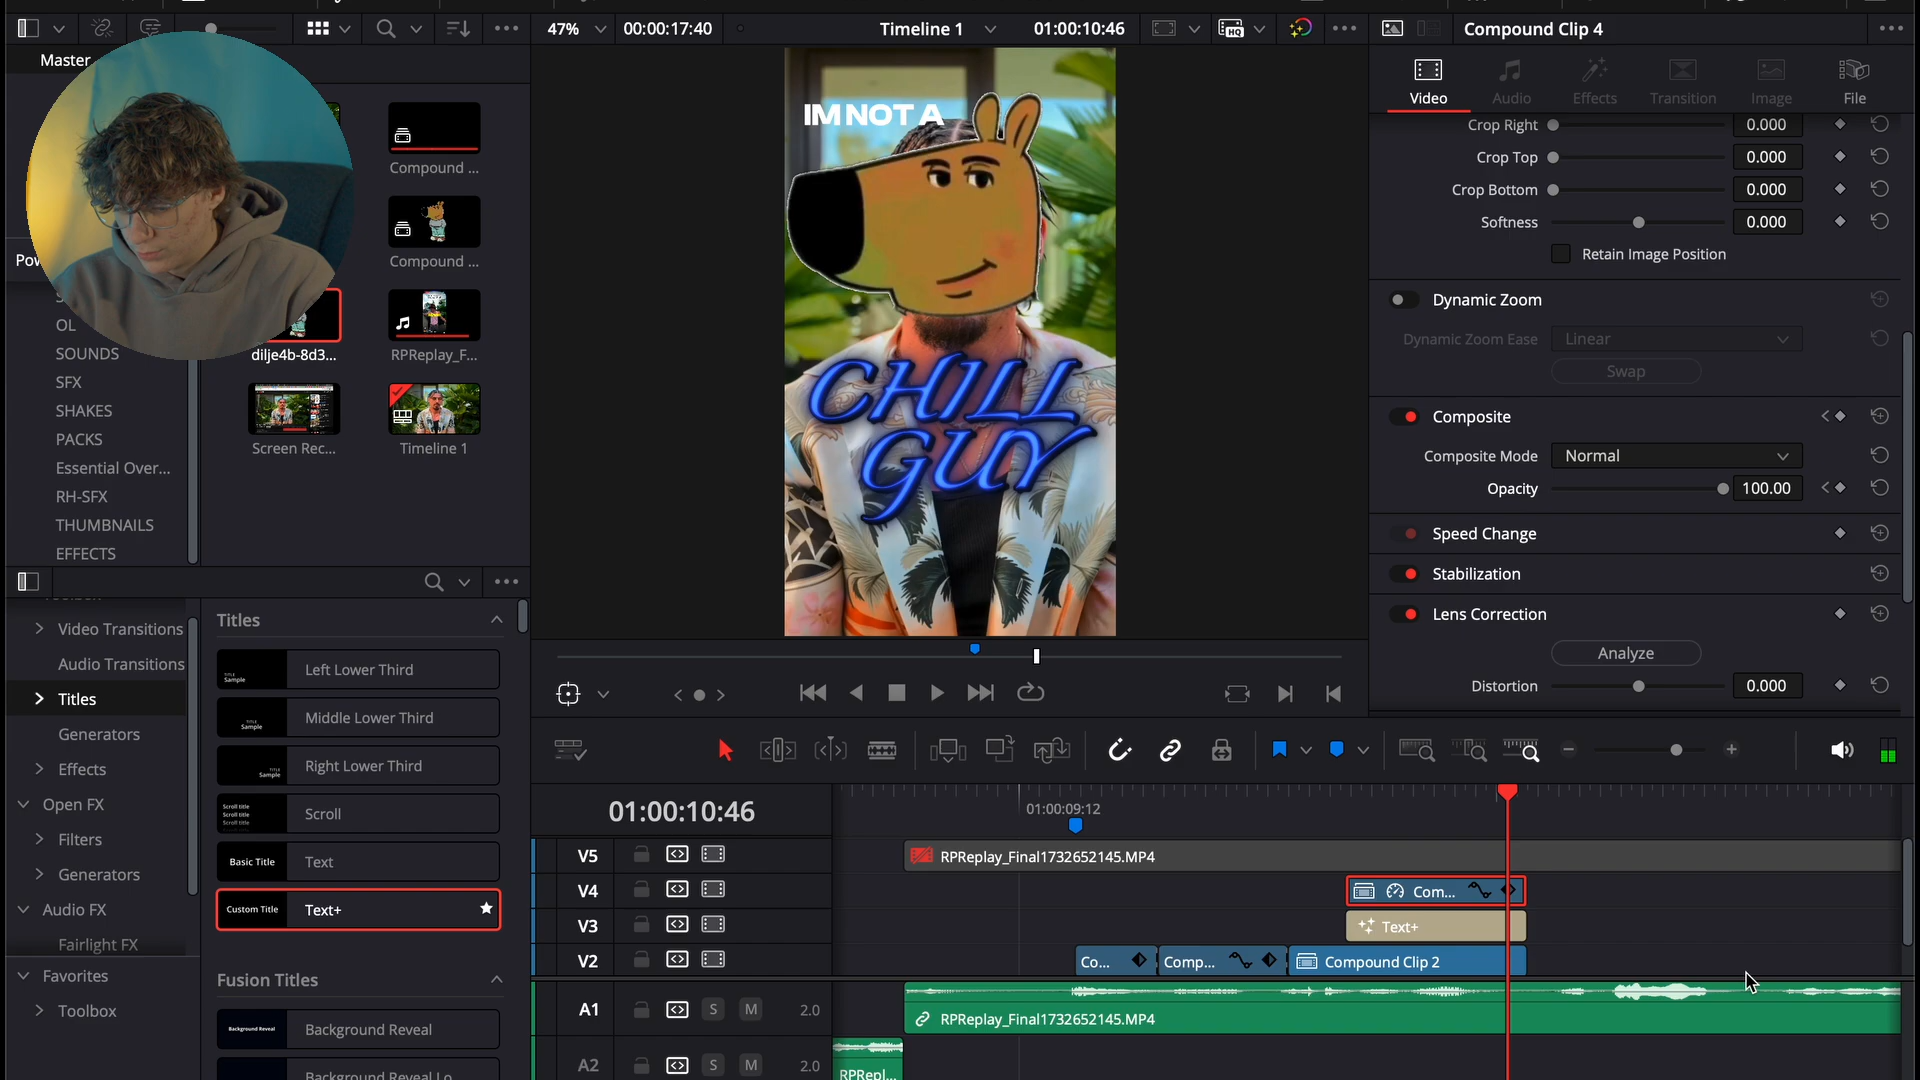 47%
00:00:17:40
Timeline 1
01:00:10:46
HQ
Compound Clip 4
Master
Compound ...
Compound ...
OL
SOUNDS
SFX
SHAKES
PACKS
Essential Over...
RH-SFX
THUMBNAILS
EFFECTS
dilje4b-8d3...
RPReplay_F...
Screen Rec...
Timeline 1
IM NOT A
CHILL
GUY
Video
Audio
Effects
Transition
Image
File
Crop Right
0.000
Crop Top
0.000
Crop Bottom
0.000
Softness
0.000
Retain Image Position
Dynamic Zoom
Dynamic Zoom Ease
Linear
Swap
Composite
Composite Mode
Normal
Opacity
100.00
Speed Change
Stabilization
Lens Correction
Analyze
Distortion
0.000
Video Transitions
Audio Transitions
Titles
Generators
Effects
Open FX
Filters
Generators
Audio FX
Fairlight FX
Favorites
Toolbox
Titles
Left Lower Third
Middle Lower Third
Right Lower Third
Scroll
Basic Title
Text
Custom Title
Text+
Fusion Titles
Background Reveal
Background Reveal
01:00:10:46
01:00:09:12
V5
RPReplay_Final1732652145.MP4
V4
Com...
V3
Text+
V2
Co...
Comp...
Compound Clip 2
A1
S
M
2.0
RPReplay_Final1732652145.MP4
A2
S
M
2.0
RPRepl...